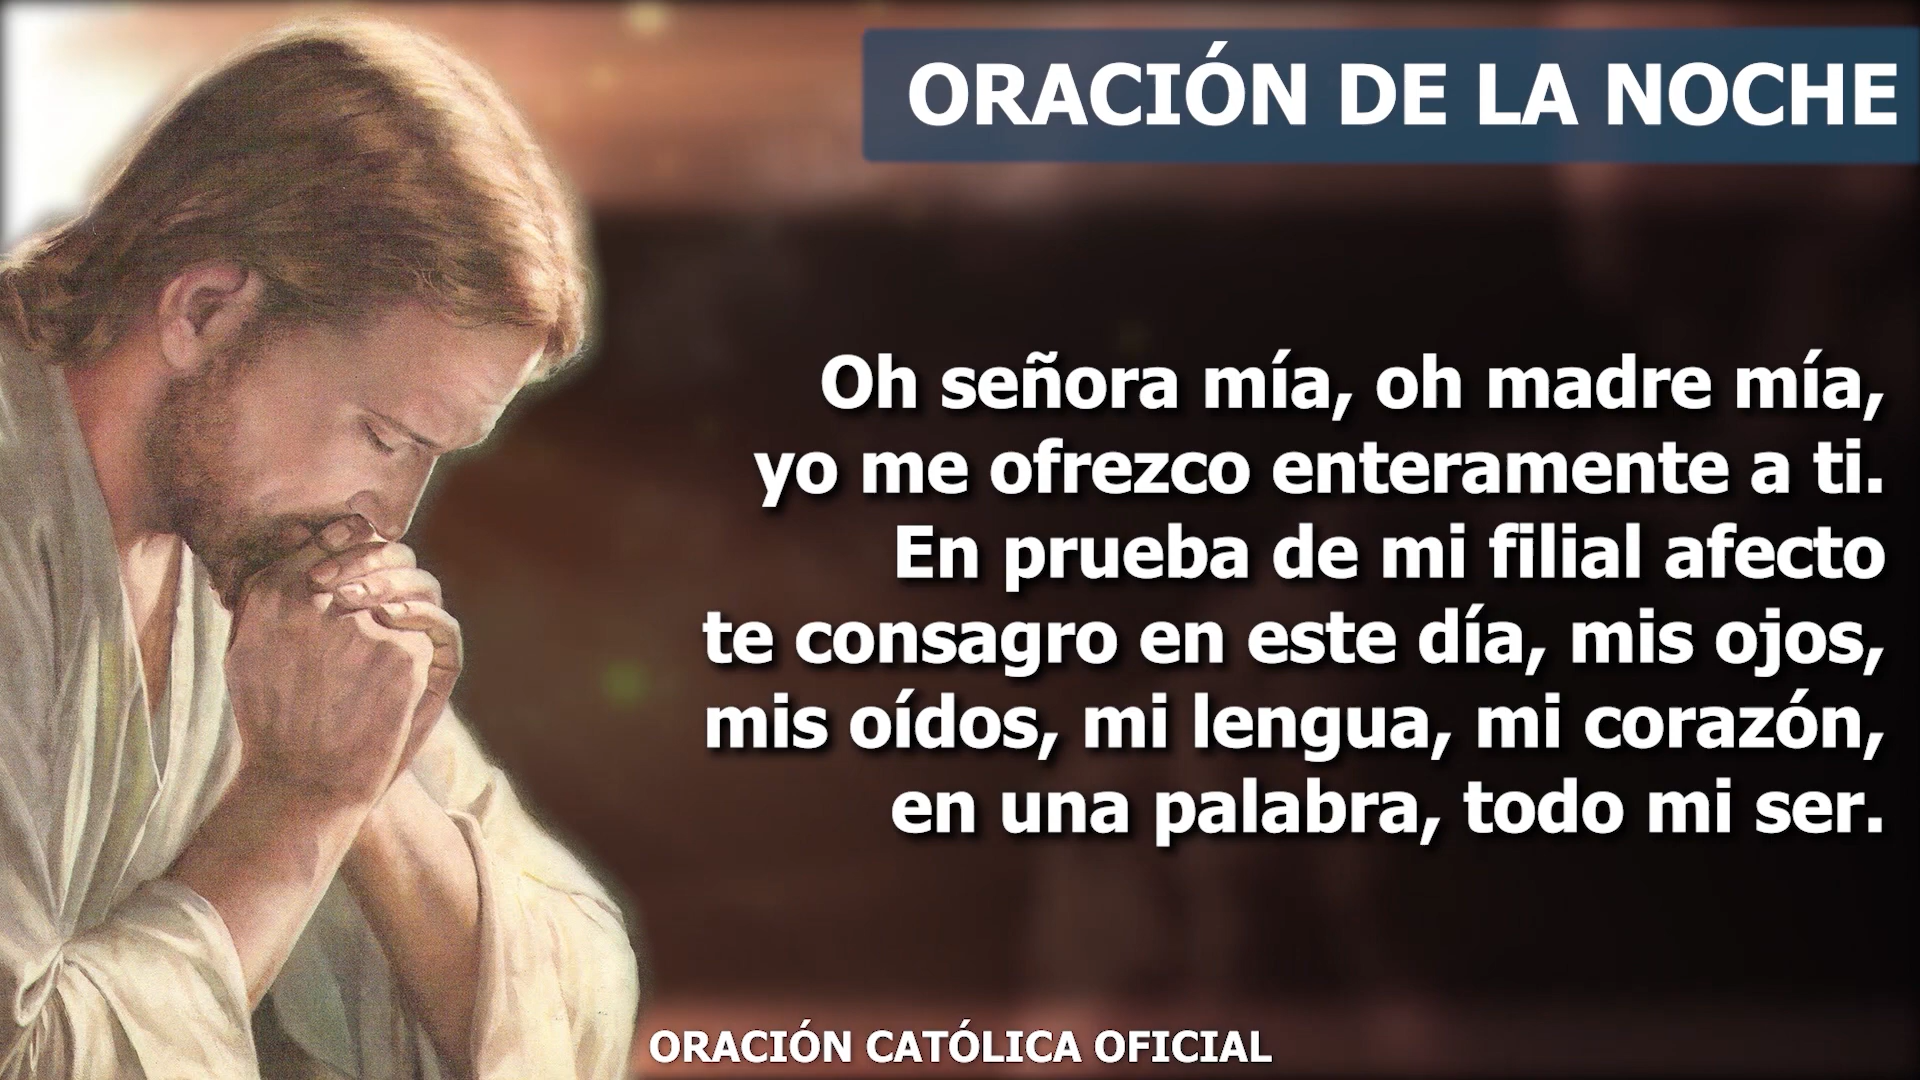 ORACIÓN DE LA NOCHE
Oh señora mía, oh madre mía,
yo me ofrezco enteramente a ti.
En prueba de mi filial afecto
te consagro en este día, mis ojos,
mis oídos, mi lengua, mi corazón,
en una palabra, todo mi ser.
ORACIÓN CATÓLICA OFICIAL